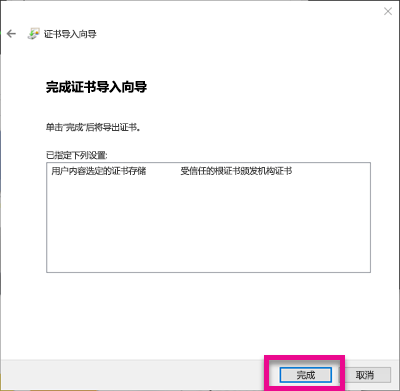 证书导入向导
完成证书导入向导
单击“完成”后将导出证书。
已指定下列设置:
用户内容选定的证书存储 受信任的根证书颁发机构证书
完成 取消